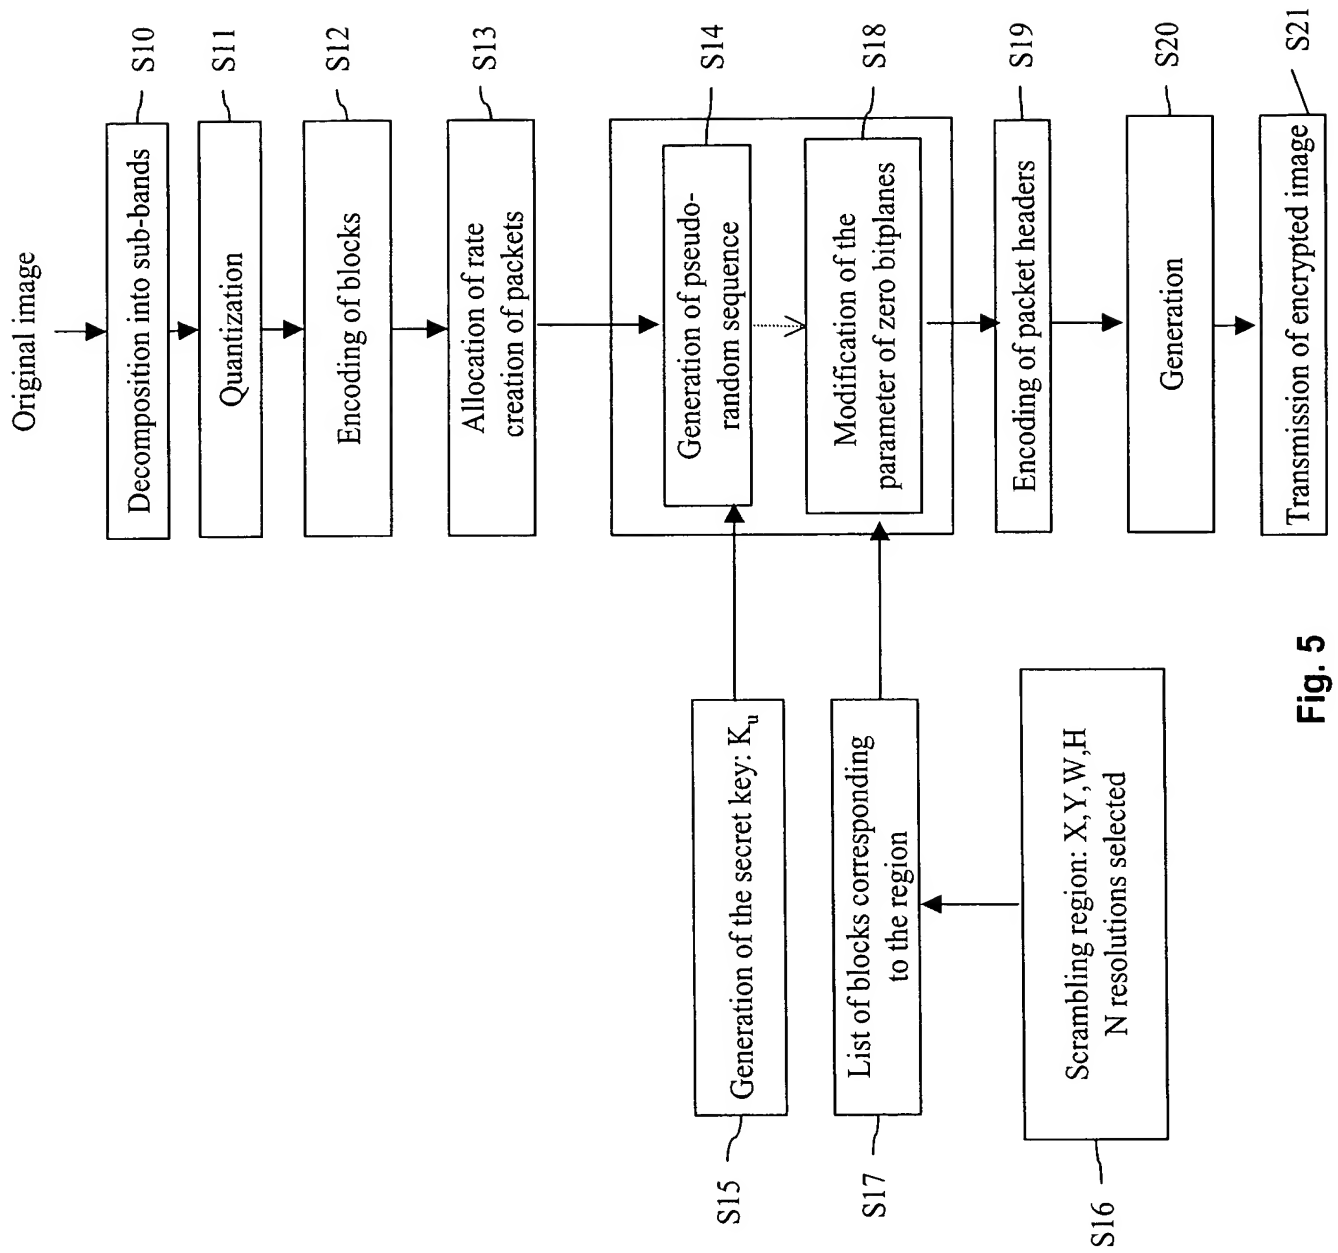 Original image
Decomposition into sub-bands
S10
Quantization
S11
Encoding of blocks
S12
Allocation of rate
creation of packets
S13
Generation of pseudo-
random sequence
S14
Generation of the secret key: Ku
S15
Modification of the
parameter of zero bitplanes
S18
List of blocks corresponding
to the region
S17
Scrambling region: X,Y,W,H
N resolutions selected
S16
Encoding of packet headers
S19
Generation
S20
Transmission of encrypted image
S21
Fig. 5